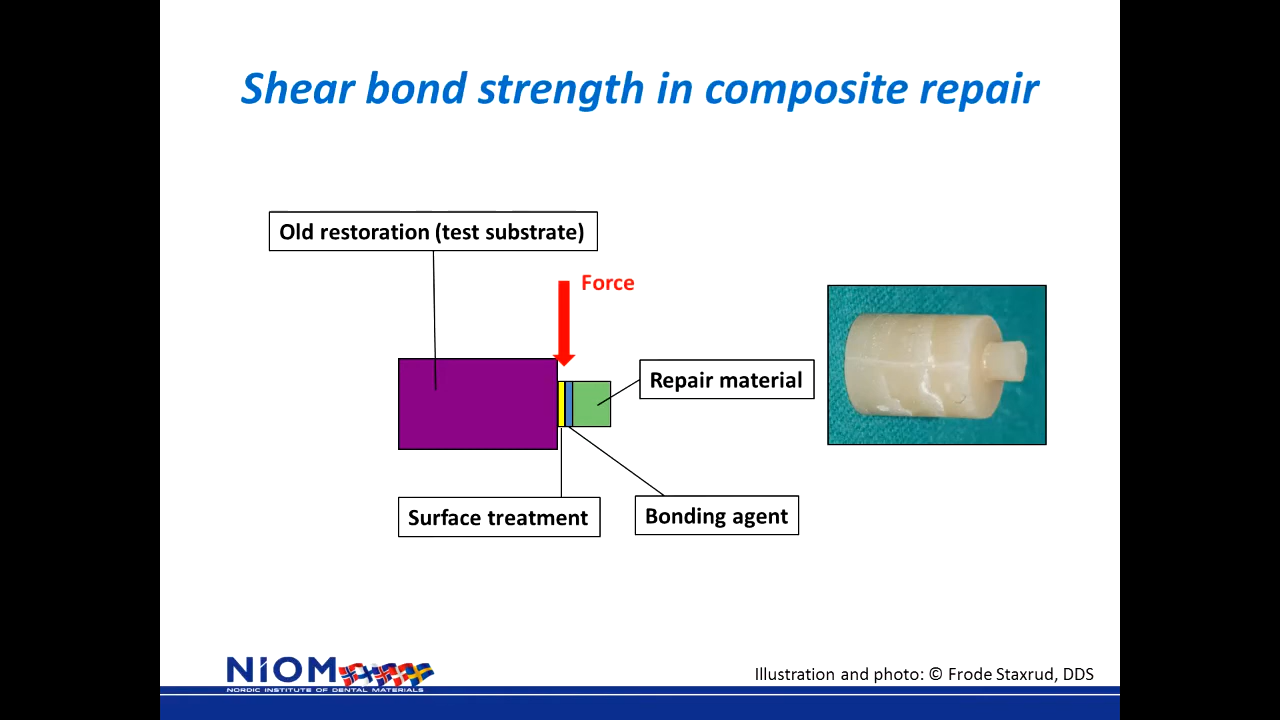 Shear bond strength in composite repair
Old restoration (test substrate)
Force
Repair material
Surface treatment
Bonding agent
NIOM
NORDIC INSTITUTE OF DENTAL MATERIALS
Illustration and photo: © Frode Staxrud, DDS